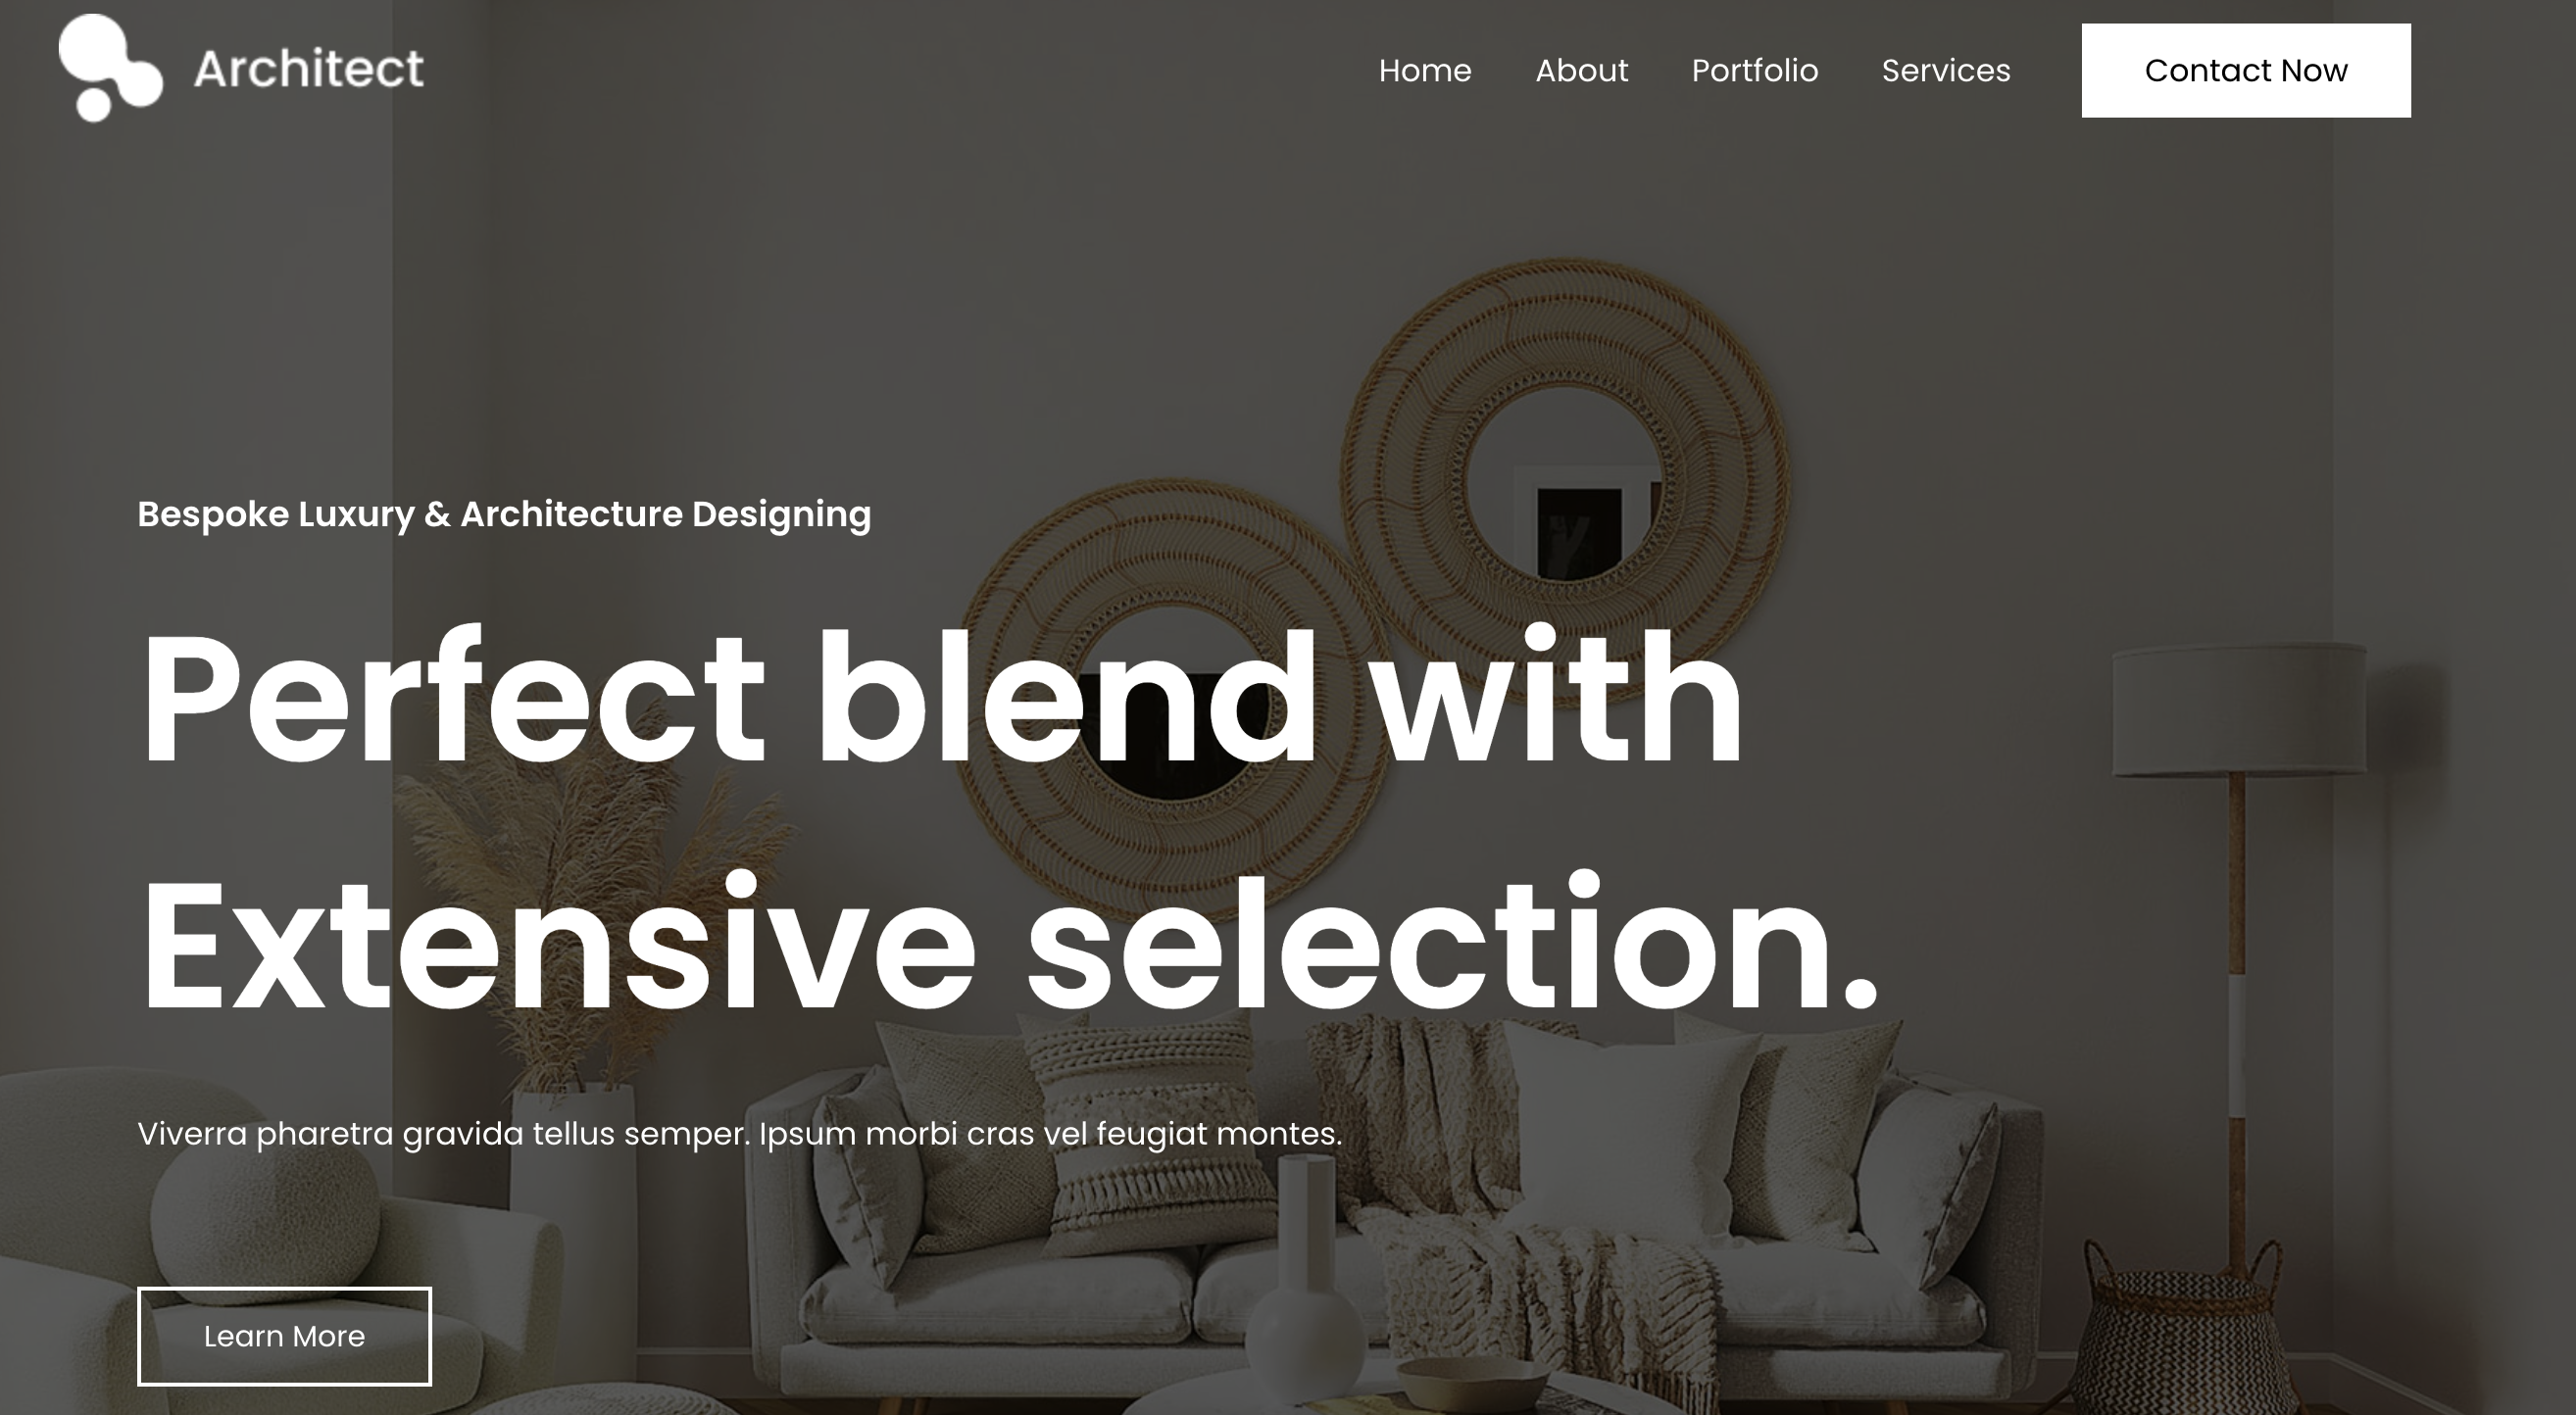 Architect
Home
About
Portfolio
Services
Contact Now
Bespoke Luxury & Architecture Designing
Perfect blend with
Extensive selection.
Viverra pharetra gravida tellus semper. Ipsum morbi cras vel feugiat montes.
Learn More